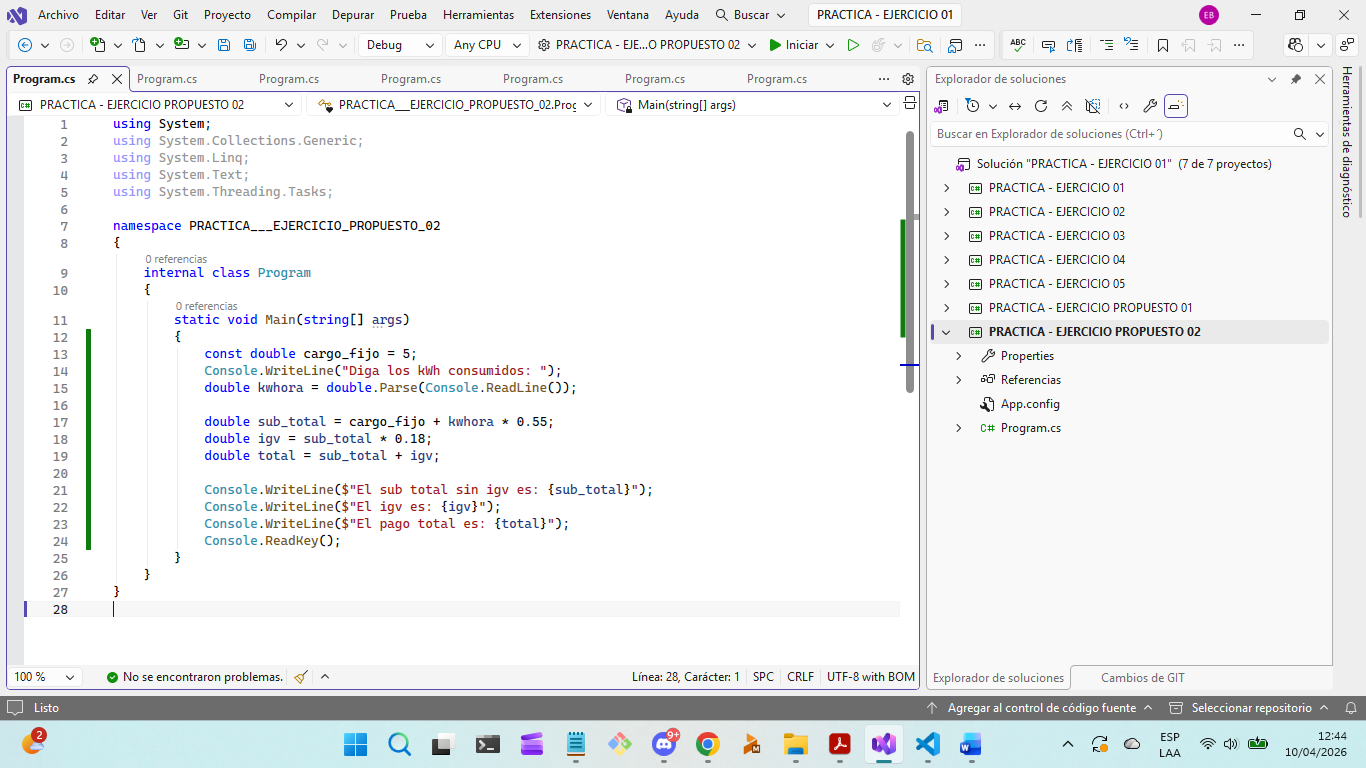 Archivo Editar Ver Git Proyecto Compilar Depurar Prueba Herramientas Extensiones Ventana Ayuda Buscar PRACTICA - EJERCICIO 01 EB
Debug Any CPU PRACTICA - EJE...O PROPUESTO 02 Iniciar
Program.cs Program.cs Program.cs Program.cs Program.cs Program.cs Program.cs
PRACTICA - EJERCICIO PROPUESTO 02 PRACTICA___EJERCICIO_PROPUESTO_02.Prog Main(string[] args)
1 using System;
2 using System.Collections.Generic;
3 using System.Linq;
4 using System.Text;
5 using System.Threading.Tasks;
6
7 namespace PRACTICA___EJERCICIO_PROPUESTO_02
8 {
0 referencias
9 internal class Program
10 {
0 referencias
11 static void Main(string[] args)
12 {
13 const double cargo_fijo = 5;
14 Console.WriteLine("Diga los kWh consumidos: ");
15 double kwhora = double.Parse(Console.ReadLine());
16
17 double sub_total = cargo_fijo + kwhora * 0.55;
18 double igv = sub_total * 0.18;
19 double total = sub_total + igv;
20
21 Console.WriteLine($"El sub total sin igv es: {sub_total}");
22 Console.WriteLine($"El igv es: {igv}");
23 Console.WriteLine($"El pago total es: {total}");
24 Console.ReadKey();
25 }
26 }
27 }
28
100 % No se encontraron problemas. Línea: 28, Carácter: 1 SPC CRLF UTF-8 with BOM
Explorador de soluciones
Buscar en Explorador de soluciones (Ctrl+´)
Solución "PRACTICA - EJERCICIO 01" (7 de 7 proyectos)
PRACTICA - EJERCICIO 01
PRACTICA - EJERCICIO 02
PRACTICA - EJERCICIO 03
PRACTICA - EJERCICIO 04
PRACTICA - EJERCICIO 05
PRACTICA - EJERCICIO PROPUESTO 01
PRACTICA - EJERCICIO PROPUESTO 02
Properties
Referencias
App.config
C# Program.cs
Explorador de soluciones Cambios de GIT
Herramientas de diagnóstico
Listo Agregar al control de código fuente Seleccionar repositorio
2 9+ ESP 12:44
LAA 10/04/2026